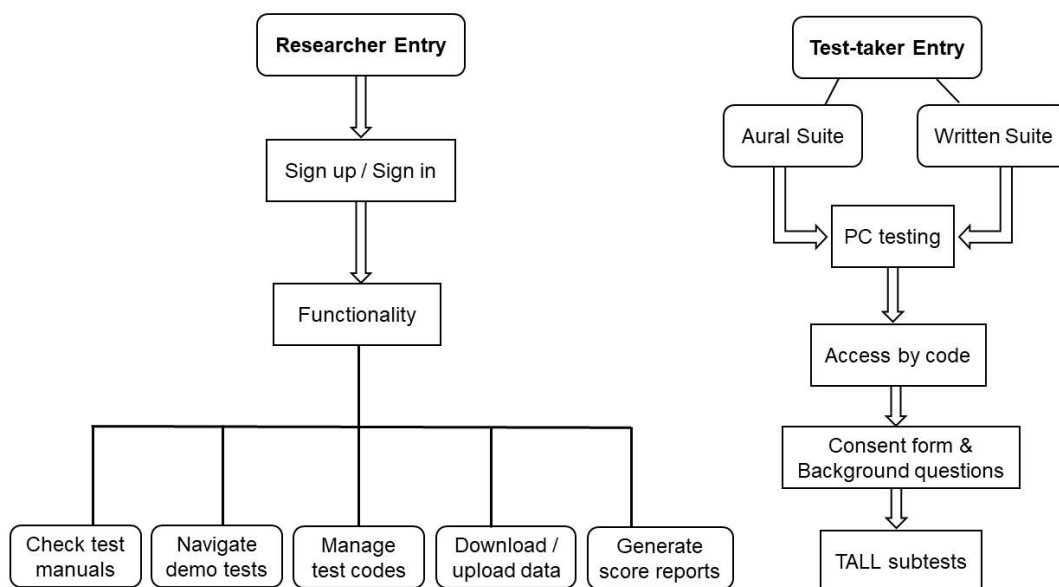 Researcher Entry
Sign up / Sign in
Functionality
Check test
manuals
Navigate
demo tests
Manage
test codes
Download /
upload data
Generate
score reports
Test-taker Entry
Aural Suite
Written Suite
PC testing
Access by code
Consent form &
Background questions
TALL subtests